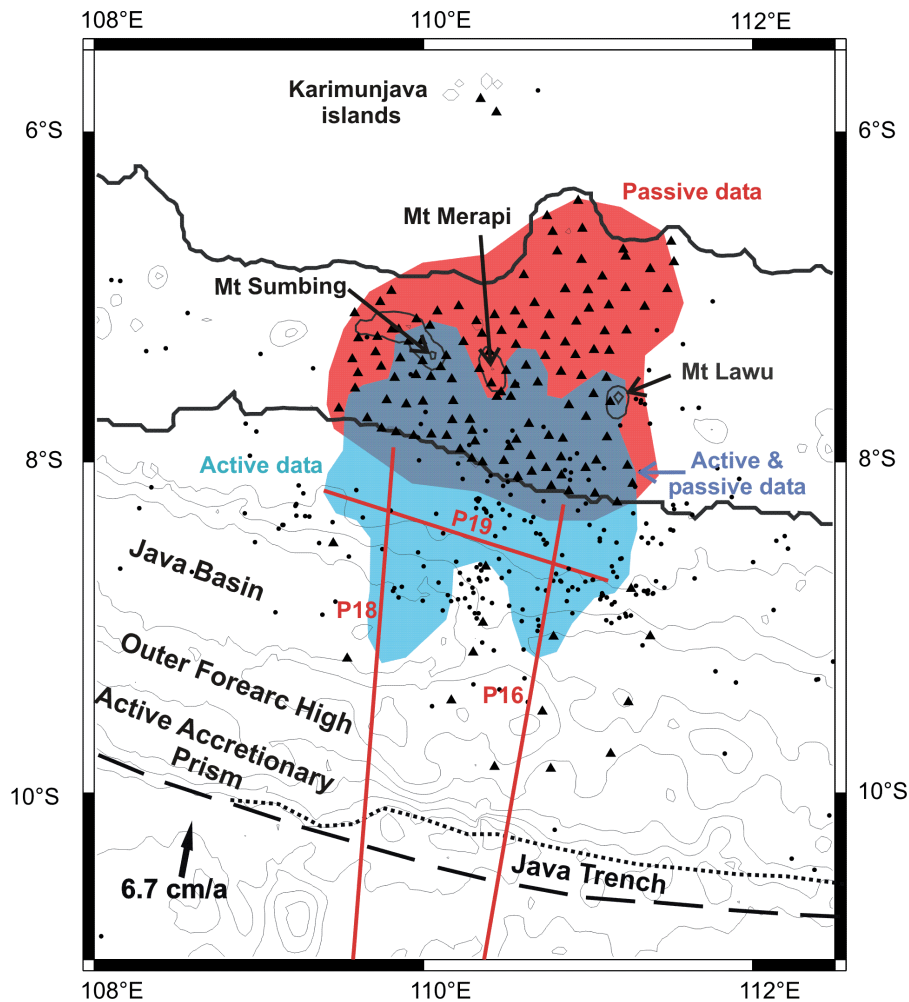 108°E 110°E 112°E
Karimunjava
islands
6°S 6°S
Passive data
Mt Merapi
Mt Sumbing
Mt Lawu
8°S 8°S
Active data
Active &
passive data
P19
Java Basin
P18
Outer Forearc High
P16
Active Accretionary
Prism
10°S 10°S
Java Trench
6.7 cm/a
108°E 110°E 112°E